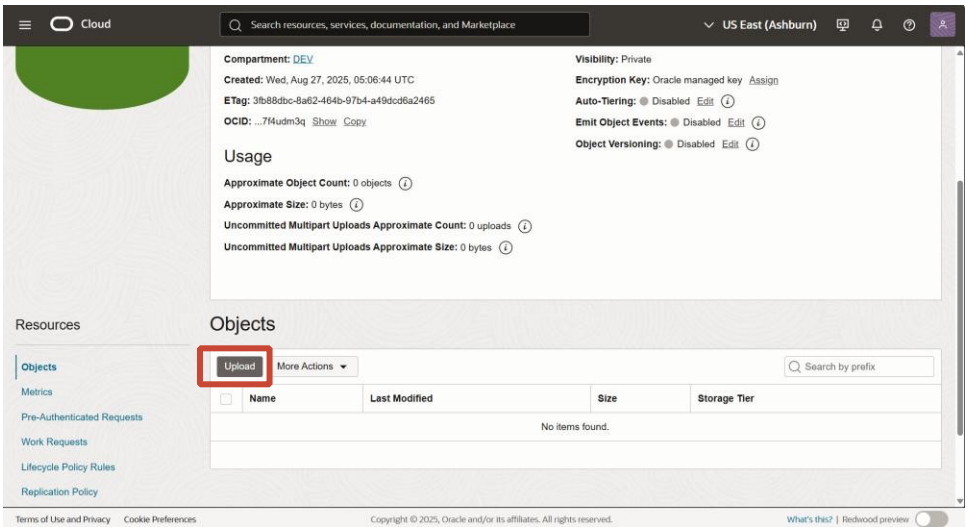 Cloud
Search resources, services, documentation, and Marketplace
US East (Ashburn)
Compartment: DEV
Created: Wed, Aug 27, 2025, 05:06:44 UTC
ETag: 3fb88dbc-8a62-464b-97b4-a49dcd6a2465
OCID: ...7f4udm3q Show Copy
Visibility: Private
Encryption Key: Oracle managed key Assign
Auto-Tiering: Disabled Edit i
Emit Object Events: Disabled Edit i
Object Versioning: Disabled Edit i
Usage
Approximate Object Count: 0 objects i
Approximate Size: 0 bytes i
Uncommitted Multipart Uploads Approximate Count: 0 uploads i
Uncommitted Multipart Uploads Approximate Size: 0 bytes i
Resources
Objects
Metrics
Pre-Authenticated Requests
Work Requests
Lifecycle Policy Rules
Replication Policy
Objects
Upload More Actions Search by prefix
Name Last Modified Size Storage Tier
No items found.
Terms of Use and Privacy Cookie Preferences Copyright © 2025, Oracle and/or its affiliates. All rights reserved. What's this? | Redwood preview